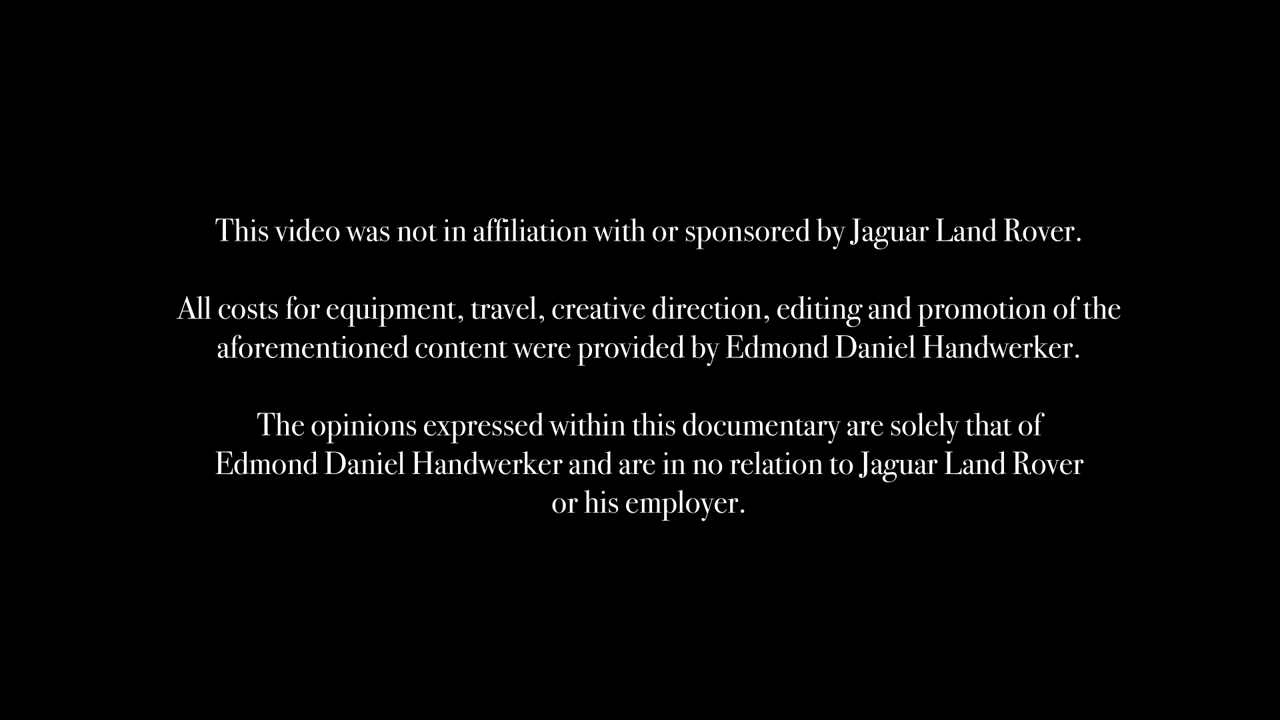 This video was not in affiliation with or sponsored by Jaguar Land Rover.
All costs for equipment, travel, creative direction, editing and promotion of the
aforementioned content were provided by Edmond Daniel Handwerker.
The opinions expressed within this documentary are solely that of
Edmond Daniel Handwerker and are in no relation to Jaguar Land Rover
or his employer.